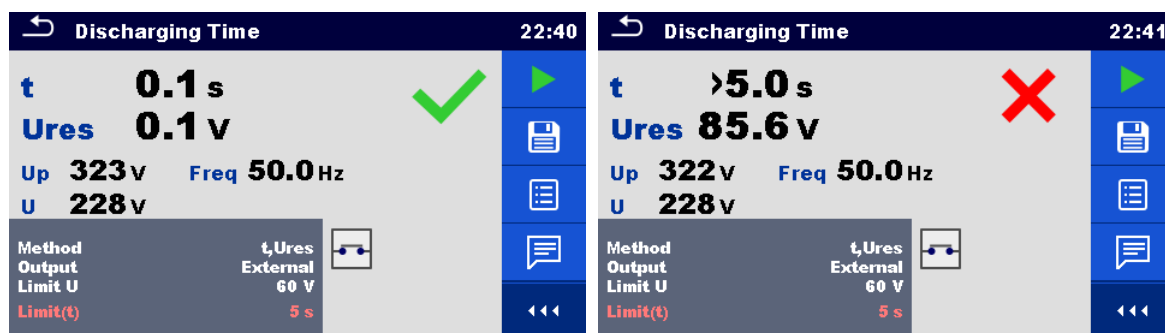 Discharging Time 22:40
t 0.1 s
Ures 0.1 V
Up 323 V Freq 50.0 Hz
U 228 V
Method t,Ures
Output External
Limit U 60 V
Limit(t) 5 s
Discharging Time 22:41
t >5.0 s
Ures 85.6 V
Up 322 V Freq 50.0 Hz
U 228 V
Method t,Ures
Output External
Limit U 60 V
Limit(t) 5 s